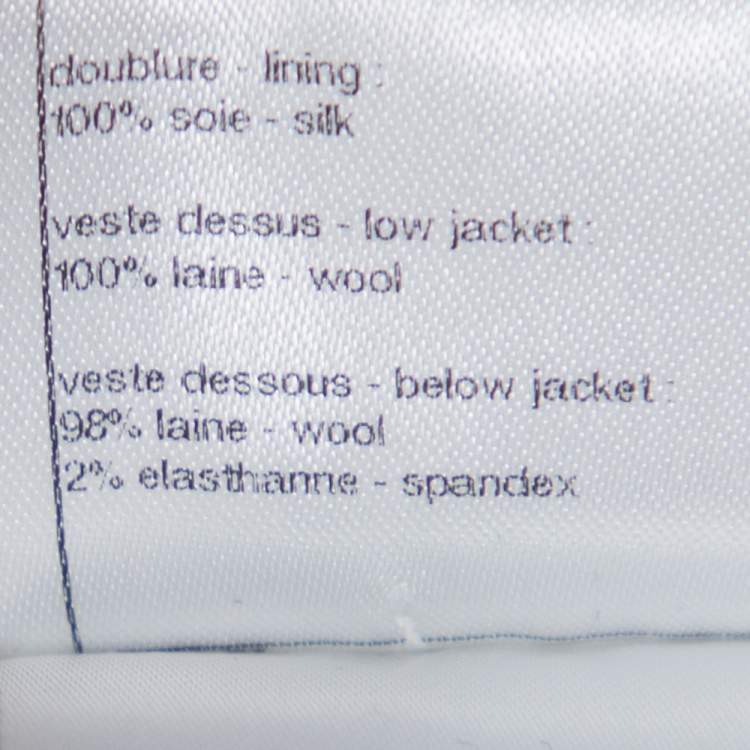 doublure - lining :
100% soie - silk
veste dessus - low jacket :
100% laine - wool
veste dessous - below jacket :
98% laine - wool
2% elasthanne - spandex